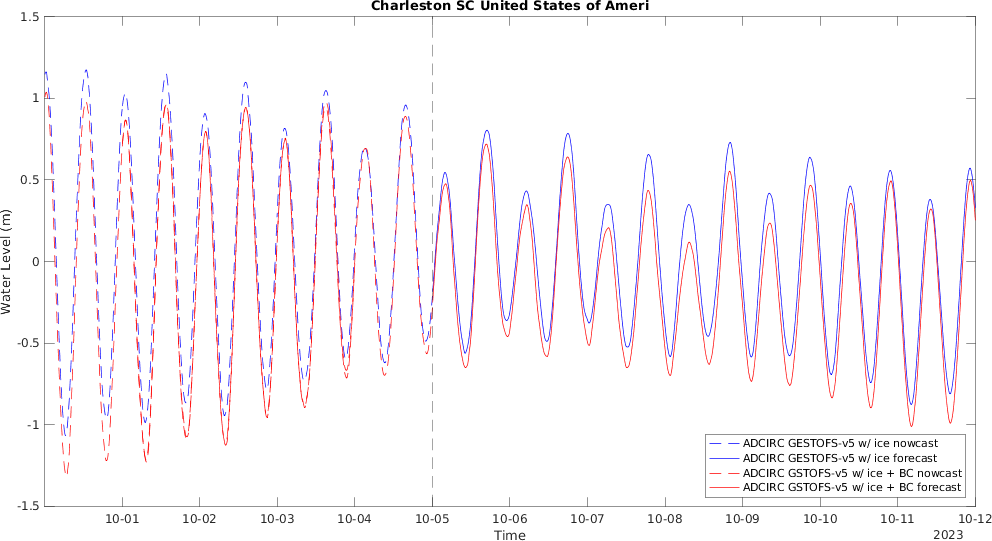 Charleston SC United States of Ameri
1.5
1
0.5
0
-0.5
-1
-1.5
Water Level (m)
10-01 10-02 10-03 10-04 10-05 10-06 10-07 10-08 10-09 10-10 10-11 10-12
Time
2023
ADCIRC GESTOFS-v5 w/ ice nowcast
ADCIRC GESTOFS-v5 w/ ice forecast
ADCIRC GSTOFS-v5 w/ ice + BC nowcast
ADCIRC GSTOFS-v5 w/ ice + BC forecast